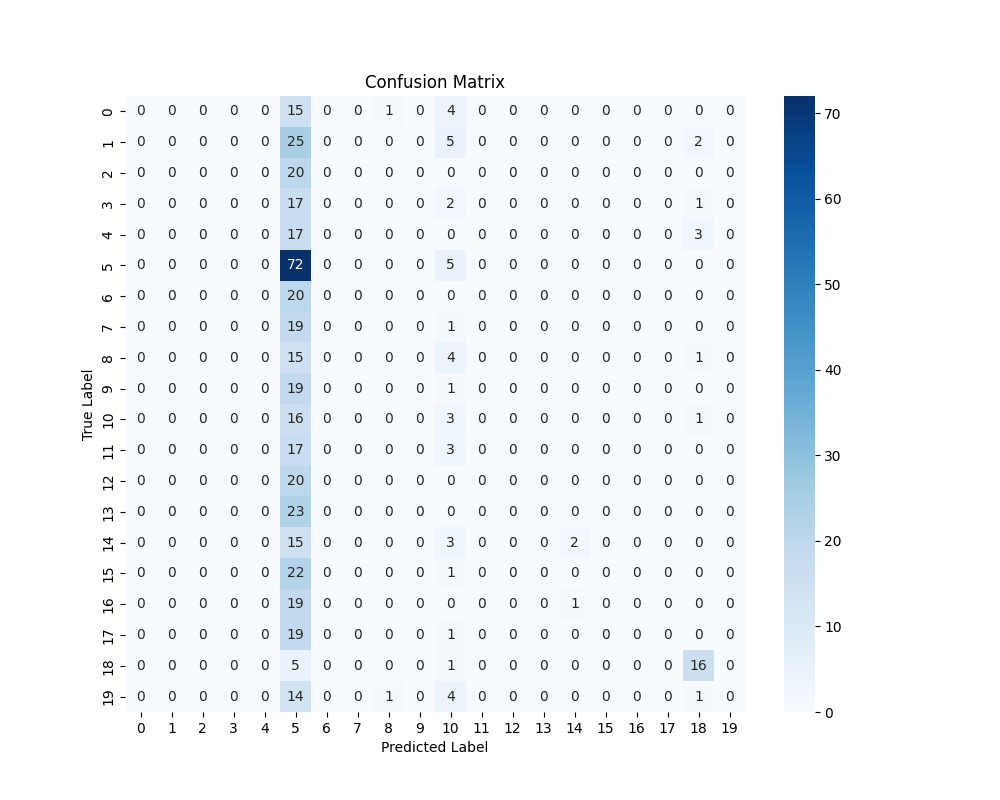 Confusion Matrix
0 0 0 0 0 0 15 0 0 1 0 4 0 0 0 0 0 0 0 0 0
1 0 0 0 0 0 25 0 0 0 0 5 0 0 0 0 0 0 0 2 0
2 0 0 0 0 0 20 0 0 0 0 0 0 0 0 0 0 0 0 0 0
3 0 0 0 0 0 17 0 0 0 0 2 0 0 0 0 0 0 0 1 0
4 0 0 0 0 0 17 0 0 0 0 0 0 0 0 0 0 0 0 3 0
5 0 0 0 0 0 72 0 0 0 0 5 0 0 0 0 0 0 0 0 0
6 0 0 0 0 0 20 0 0 0 0 0 0 0 0 0 0 0 0 0 0
7 0 0 0 0 0 19 0 0 0 0 1 0 0 0 0 0 0 0 0 0
8 0 0 0 0 0 15 0 0 0 0 4 0 0 0 0 0 0 0 1 0
9 0 0 0 0 0 19 0 0 0 0 1 0 0 0 0 0 0 0 0 0
10 0 0 0 0 0 16 0 0 0 0 3 0 0 0 0 0 0 0 1 0
11 0 0 0 0 0 17 0 0 0 0 3 0 0 0 0 0 0 0 0 0
12 0 0 0 0 0 20 0 0 0 0 0 0 0 0 0 0 0 0 0 0
13 0 0 0 0 0 23 0 0 0 0 0 0 0 0 0 0 0 0 0 0
14 0 0 0 0 0 15 0 0 0 0 3 0 0 0 2 0 0 0 0 0
15 0 0 0 0 0 22 0 0 0 0 1 0 0 0 0 0 0 0 0 0
16 0 0 0 0 0 19 0 0 0 0 0 0 0 0 1 0 0 0 0 0
17 0 0 0 0 0 19 0 0 0 0 1 0 0 0 0 0 0 0 0 0
18 0 0 0 0 0 5 0 0 0 0 1 0 0 0 0 0 0 0 16 0
19 0 0 0 0 0 14 0 0 1 0 4 0 0 0 0 0 0 0 1 0
0 1 2 3 4 5 6 7 8 9 10 11 12 13 14 15 16 17 18 19
Predicted Label
True Label
70
60
50
40
30
20
10
0